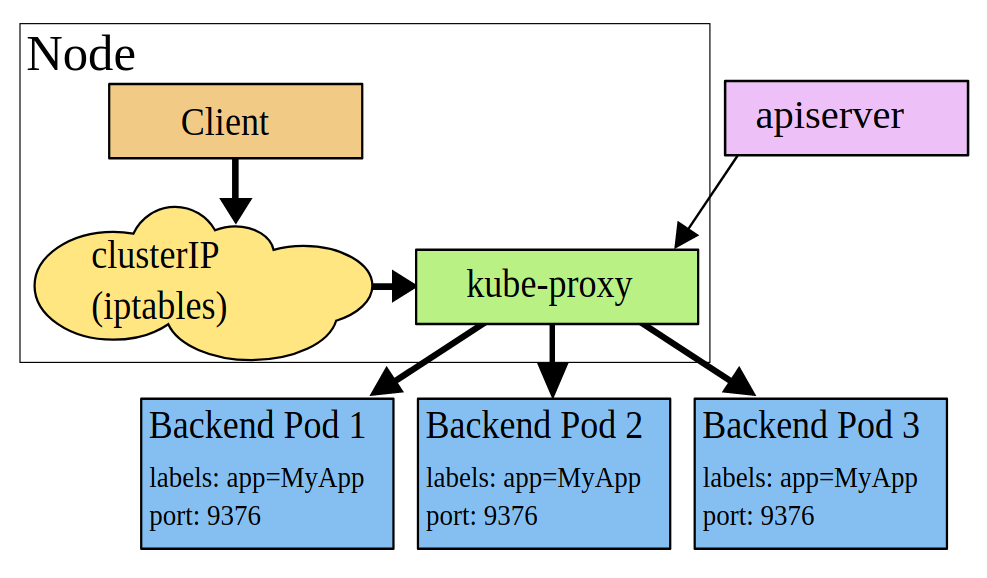 Node
Client
apiserver
clusterIP
(iptables)
kube-proxy
Backend Pod 1
labels: app=MyApp
port: 9376
Backend Pod 2
labels: app=MyApp
port: 9376
Backend Pod 3
labels: app=MyApp
port: 9376